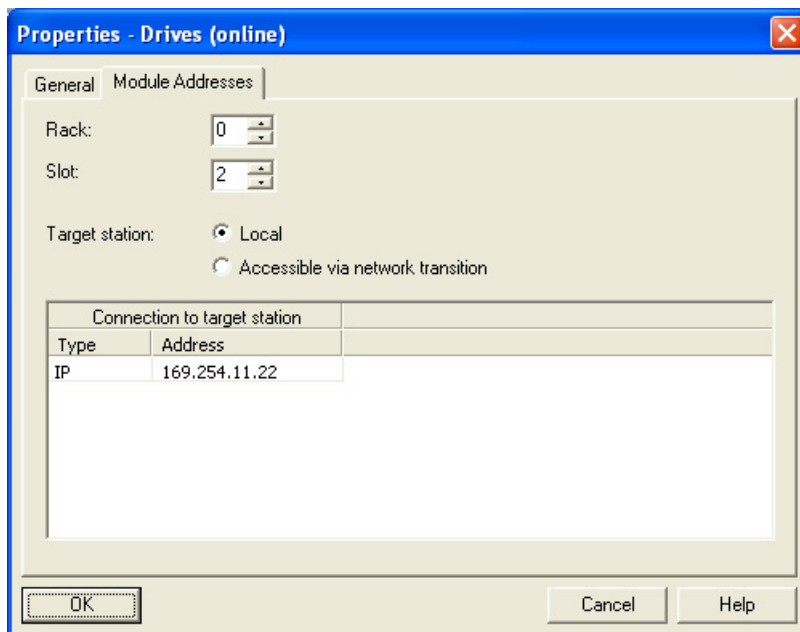 Properties - Drives (online)
General Module Addresses
Rack: 0
Slot: 2
Target station: Local
Accessible via network transition
Connection to target station
Type Address
IP 169.254.11.22
OK Cancel Help